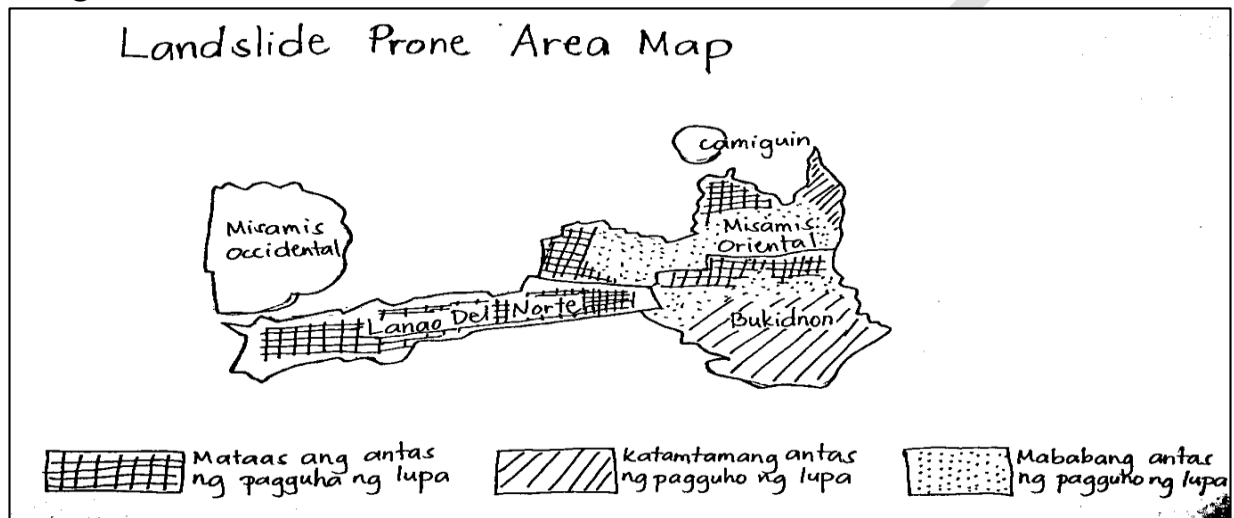 Landslide Prone Area Map
Camiguin
Misamis
Occidental
Misamis
Oriental
Lanao Del Norte
Bukidnon
Mataas ang antas
ng pagguha ng lupa
Katamtamang antas
ng pagguho ng lupa
Mababang antas
ng pagguho ng lupa